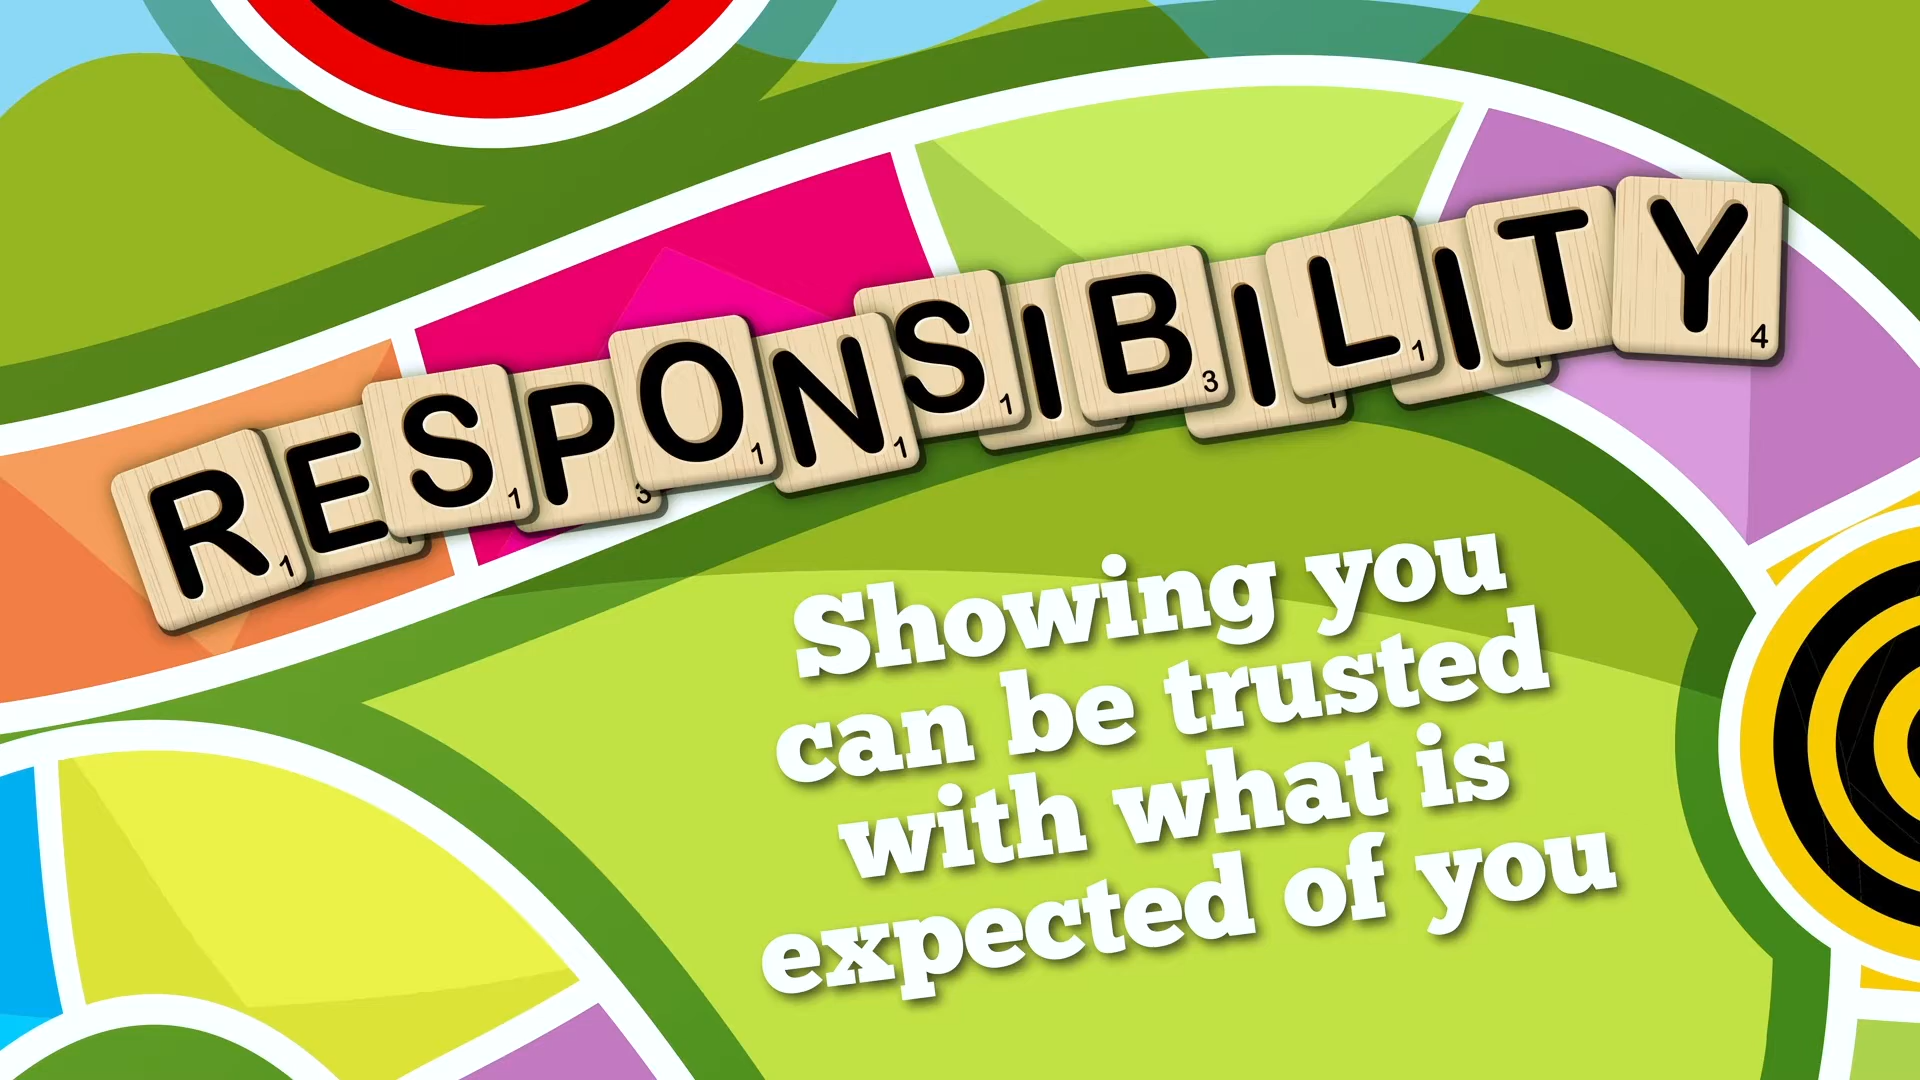 RESPONSIBILITY
Showing you
can be trusted
with what is
expected of you